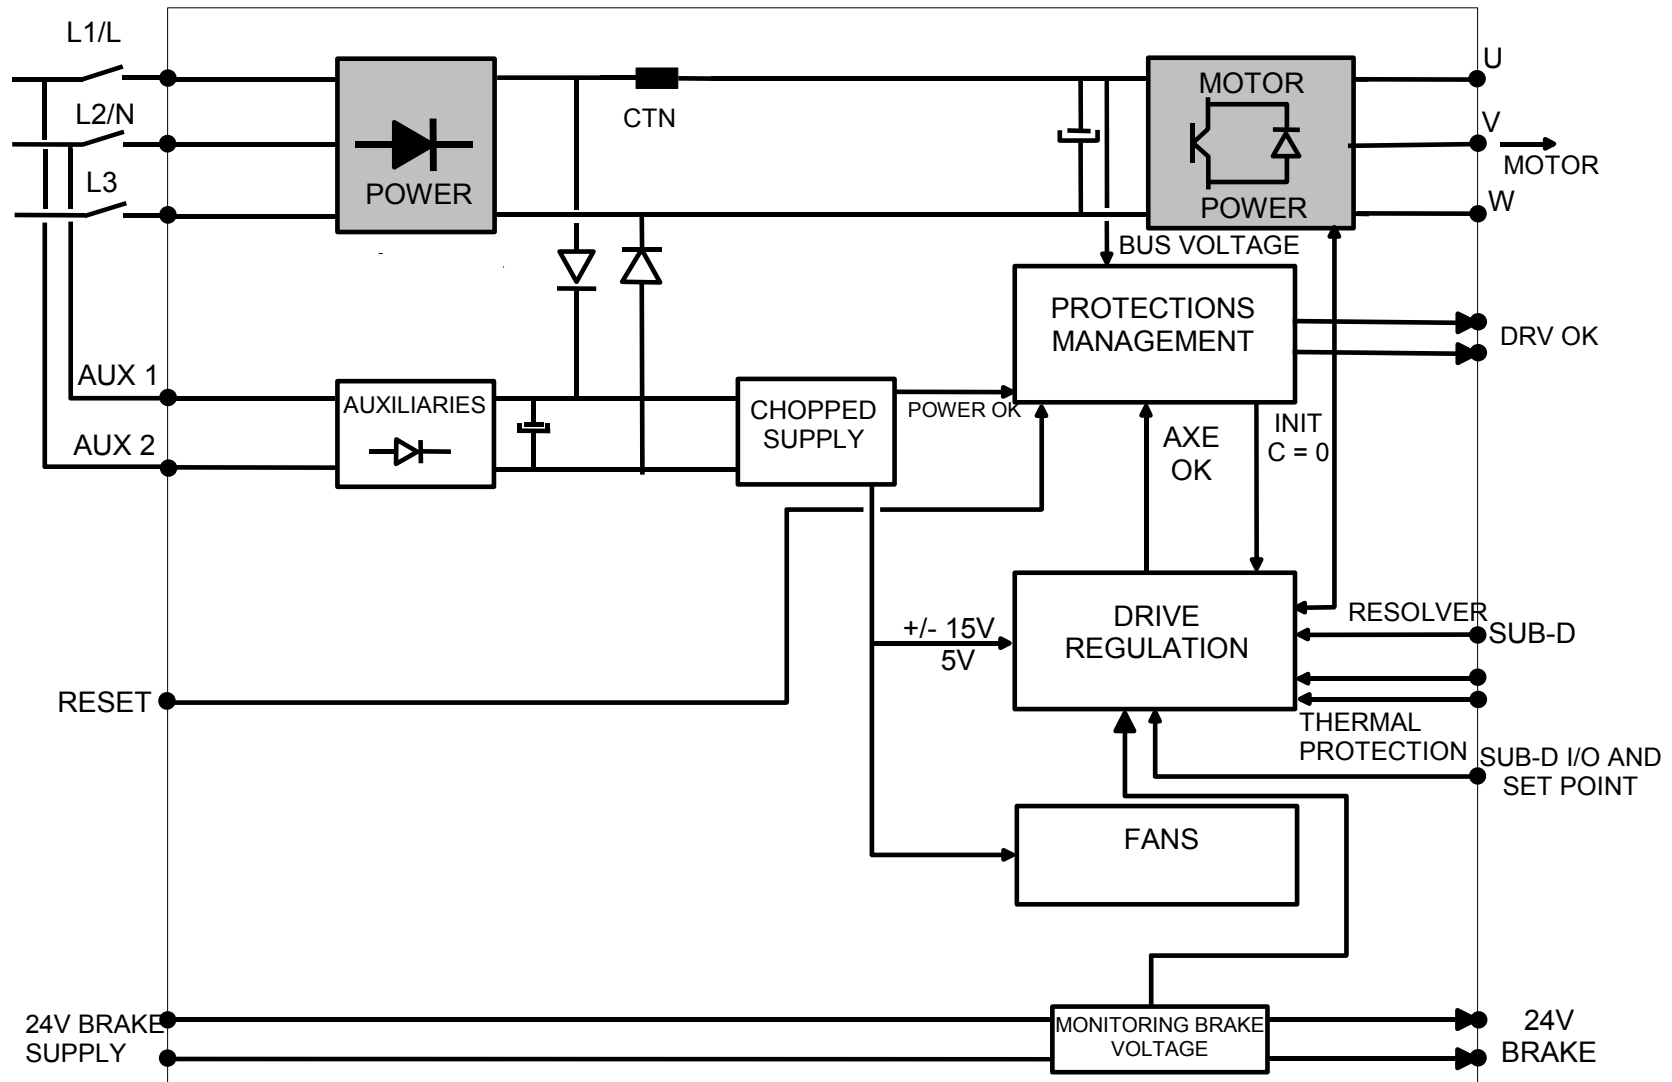 L1/L
U
MOTOR
L2/N
CTN
V
MOTOR
L3
POWER
POWER
W
BUS VOLTAGE
PROTECTIONS
MANAGEMENT
DRV OK
AUX 1
AUXILIARIES
CHOPPED
SUPPLY
POWER OK
INIT
C = 0
AXE
OK
AUX 2
DRIVE
REGULATION
RESOLVER
SUB-D
+/- 15V
5V
RESET
THERMAL
PROTECTION
SUB-D I/O AND
SET POINT
FANS
24V BRAKE
SUPPLY
MONITORING BRAKE
VOLTAGE
24V
BRAKE